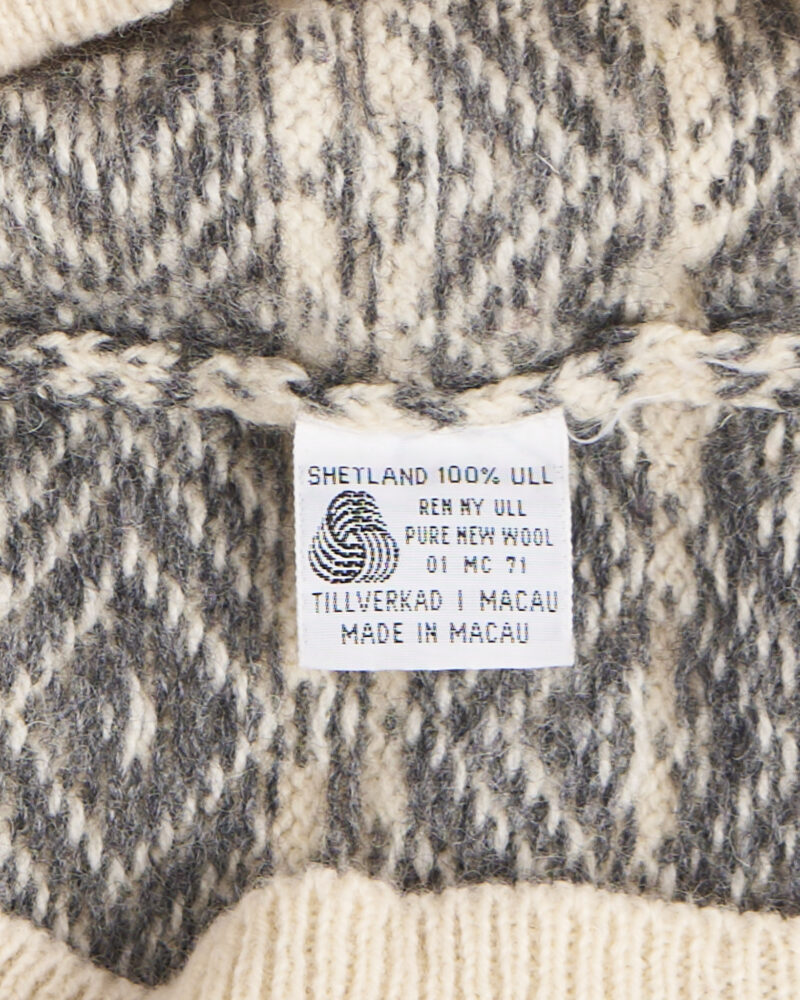 SHETLAND 100% ULL
REN NY ULL
PURE NEW WOOL
01 MC 71
TILLVERKAD I MACAU
MADE IN MACAU